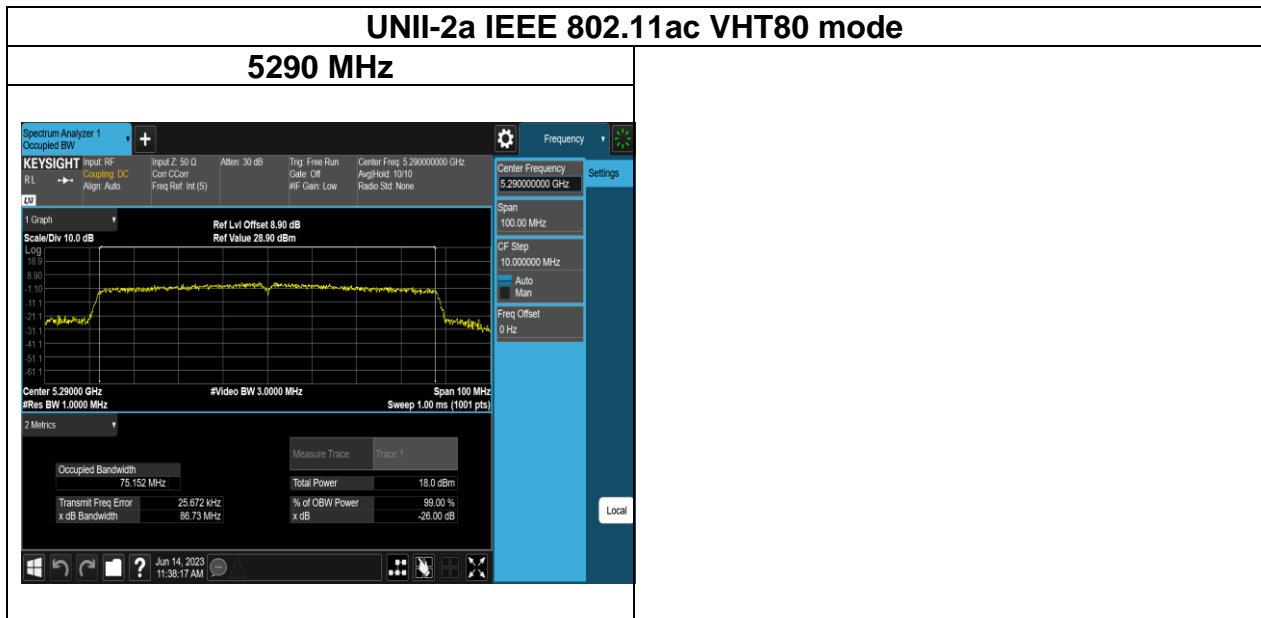 UNII-2a IEEE 802.11ac VHT80 mode
5290 MHz
Spectrum Analyzer 1
Occupied BW
+
Frequency
KEYSIGHT
RL
LXI
Input: RF
Coupling: DC
Align: Auto
Input Z: 50 Ω
Corr CCorr
Freq Ref: Int (S)
Atten: 30 dB
Trig: Free Run
Gate: Off
#IF Gain: Low
Center Freq: 5.290000000 GHz
Avg|Hold: 10/10
Radio Std: None
Center Frequency
5.290000000 GHz
Settings
Span
100.00 MHz
CF Step
10.000000 MHz
Auto
Man
Freq Offset
0 Hz
1 Graph
Scale/Div 10.0 dB
Ref Lvl Offset 8.90 dB
Ref Value 28.90 dBm
Log
18.9
8.90
-1.10
-11.1
-21.1
-31.1
-41.1
-51.1
-61.1
Center 5.29000 GHz
#Res BW 1.0000 MHz
#Video BW 3.0000 MHz
Span 100 MHz
Sweep 1.00 ms (1001 pts)
2 Metrics
Measure Trace Trace 1
Occupied Bandwidth
75.152 MHz
Total Power 18.0 dBm
Transmit Freq Error 25.672 kHz
% of OBW Power 99.00 %
x dB Bandwidth 86.73 MHz
x dB -26.00 dB
Local
?
Jun 14, 2023
11:38:17 AM